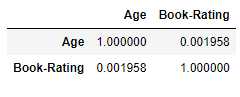 Age Book-Rating
Age 1.000000 0.001958
Book-Rating 0.001958 1.000000